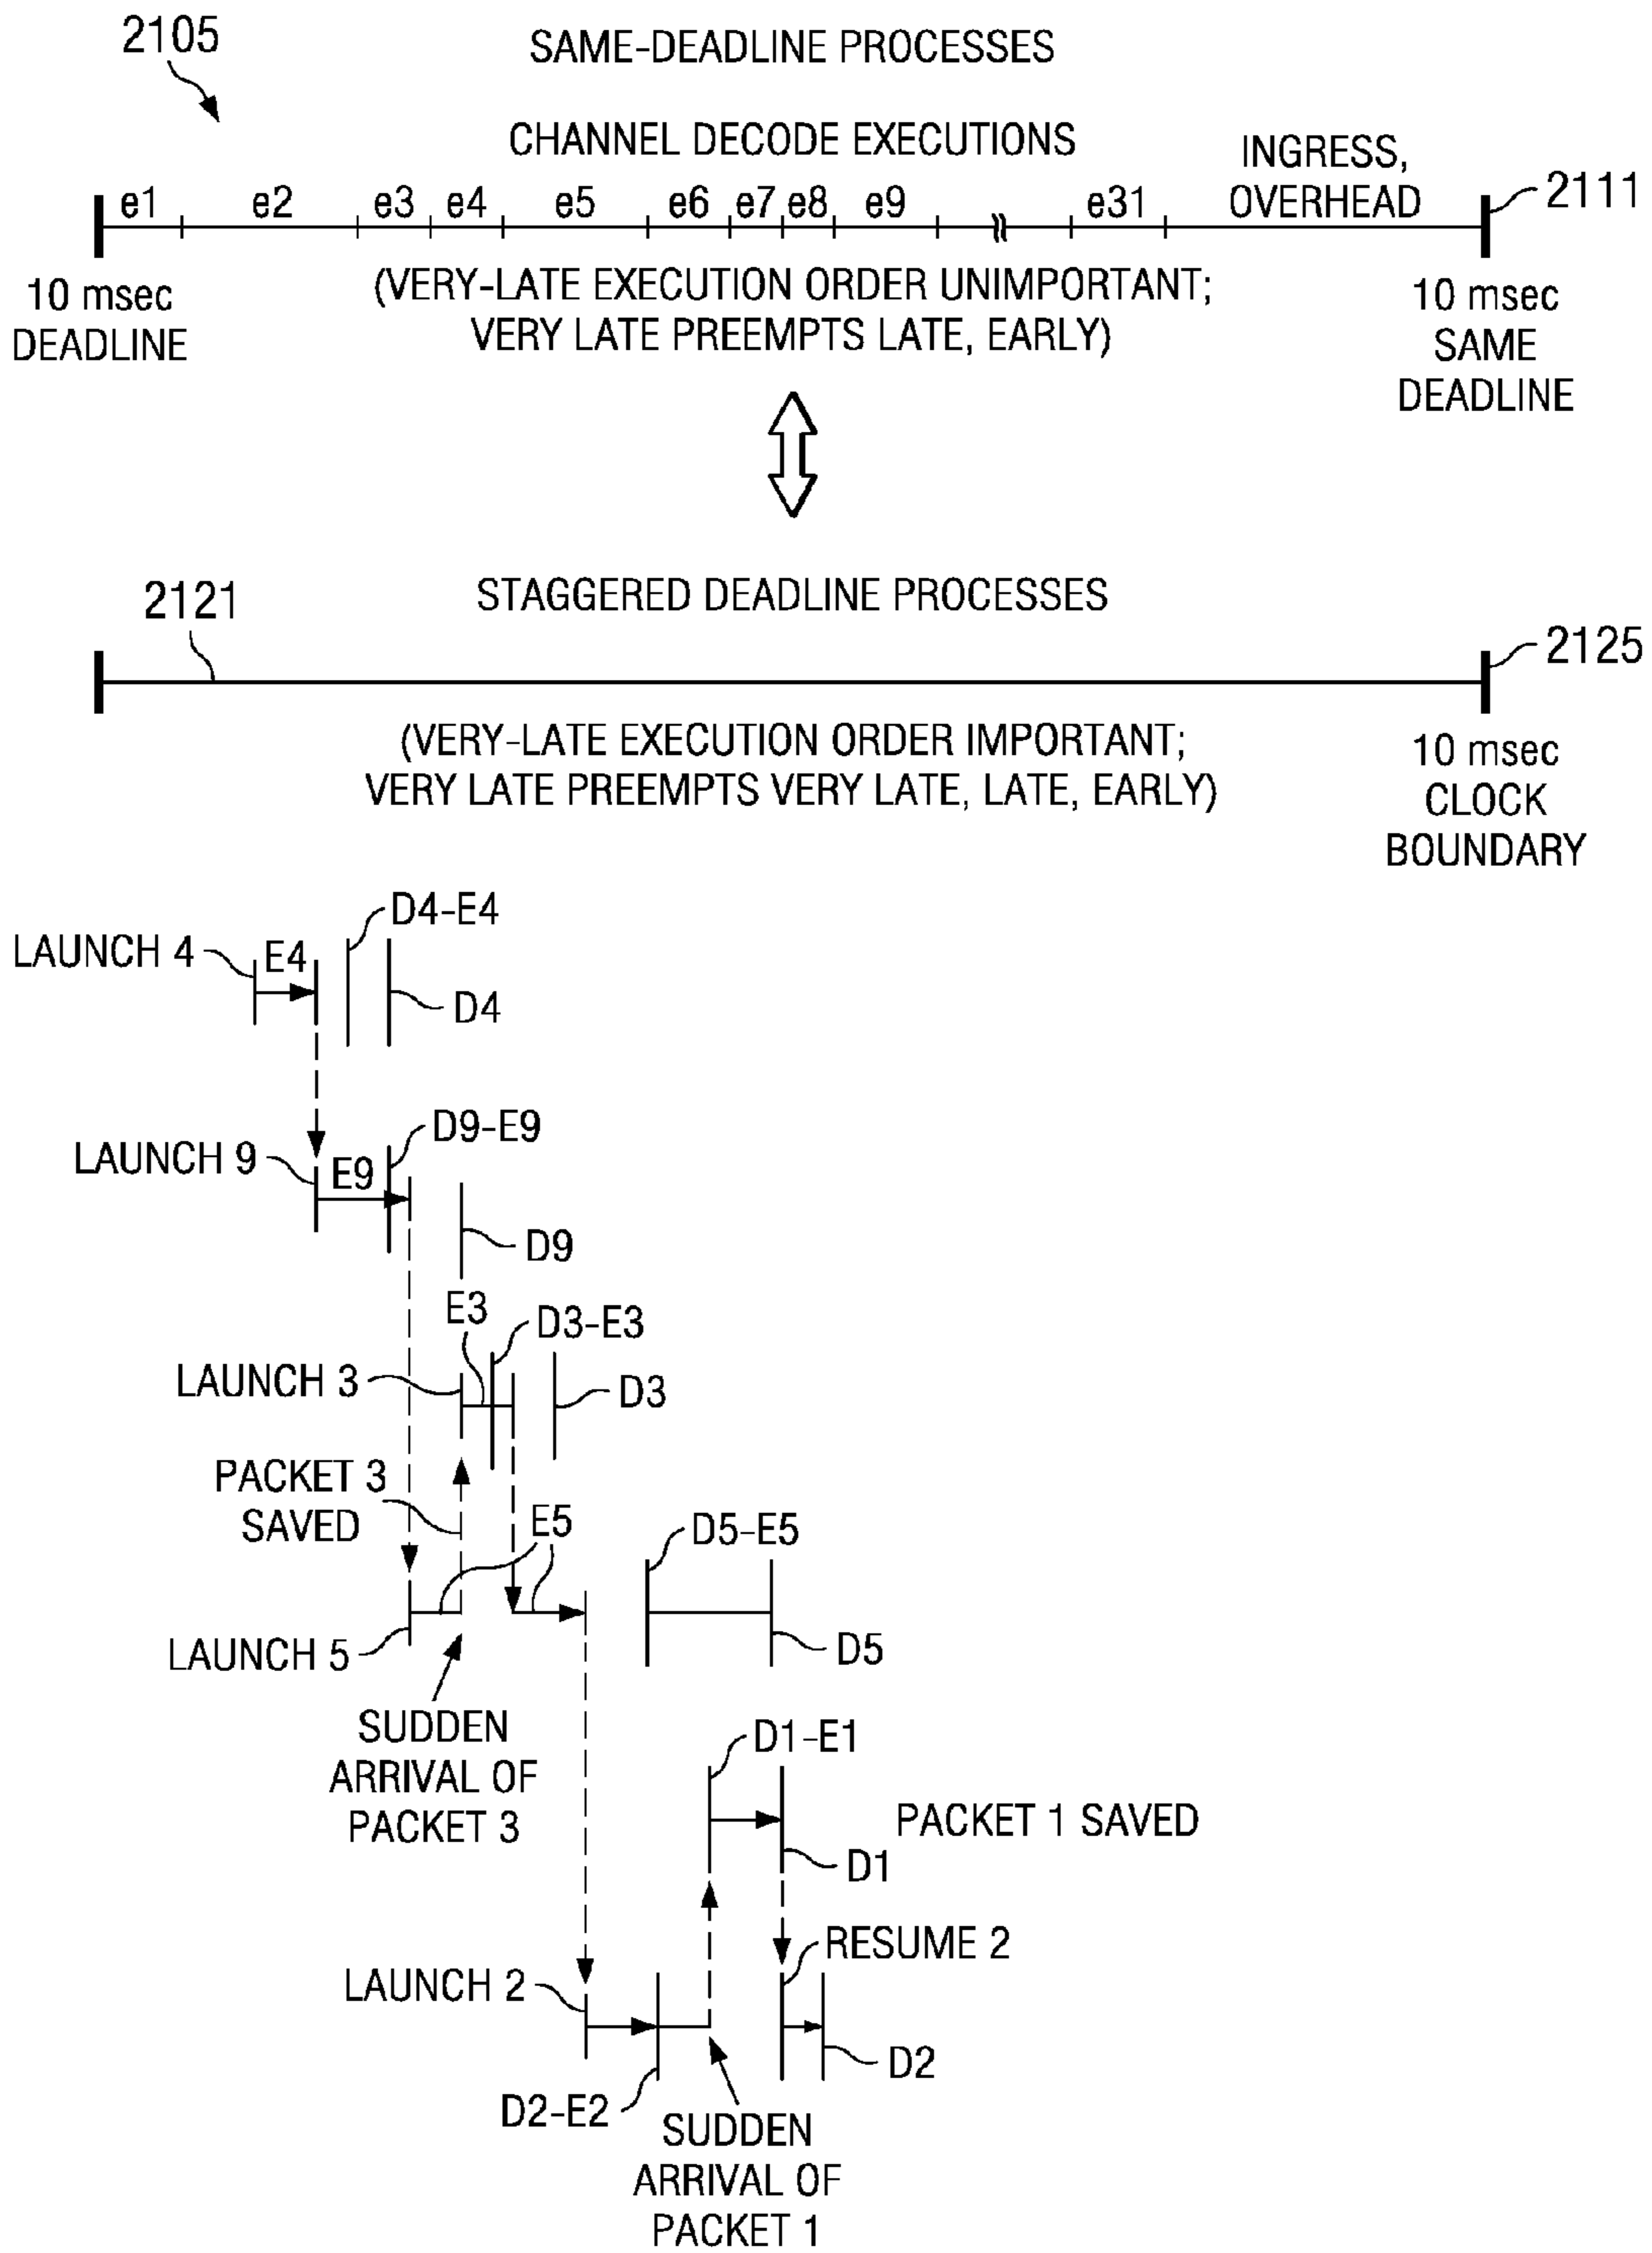 2105
SAME-DEADLINE PROCESSES
CHANNEL DECODE EXECUTIONS
INGRESS,
OVERHEAD
e1 e2 e3 e4 e5 e6 e7 e8 e9 e31
2111
10 msec
DEADLINE
(VERY-LATE EXECUTION ORDER UNIMPORTANT;
VERY LATE PREEMPTS LATE, EARLY)
10 msec
SAME
DEADLINE
2121
STAGGERED DEADLINE PROCESSES
2125
(VERY-LATE EXECUTION ORDER IMPORTANT;
VERY LATE PREEMPTS VERY LATE, LATE, EARLY)
10 msec
CLOCK
BOUNDARY
D4-E4
LAUNCH 4
E4
D4
D9-E9
LAUNCH 9
E9
D9
E3
D3-E3
LAUNCH 3
D3
PACKET 3
SAVED
E5
D5-E5
LAUNCH 5
D5
SUDDEN
ARRIVAL OF
PACKET 3
D1-E1
PACKET 1 SAVED
D1
RESUME 2
LAUNCH 2
D2
D2-E2
SUDDEN
ARRIVAL OF
PACKET 1